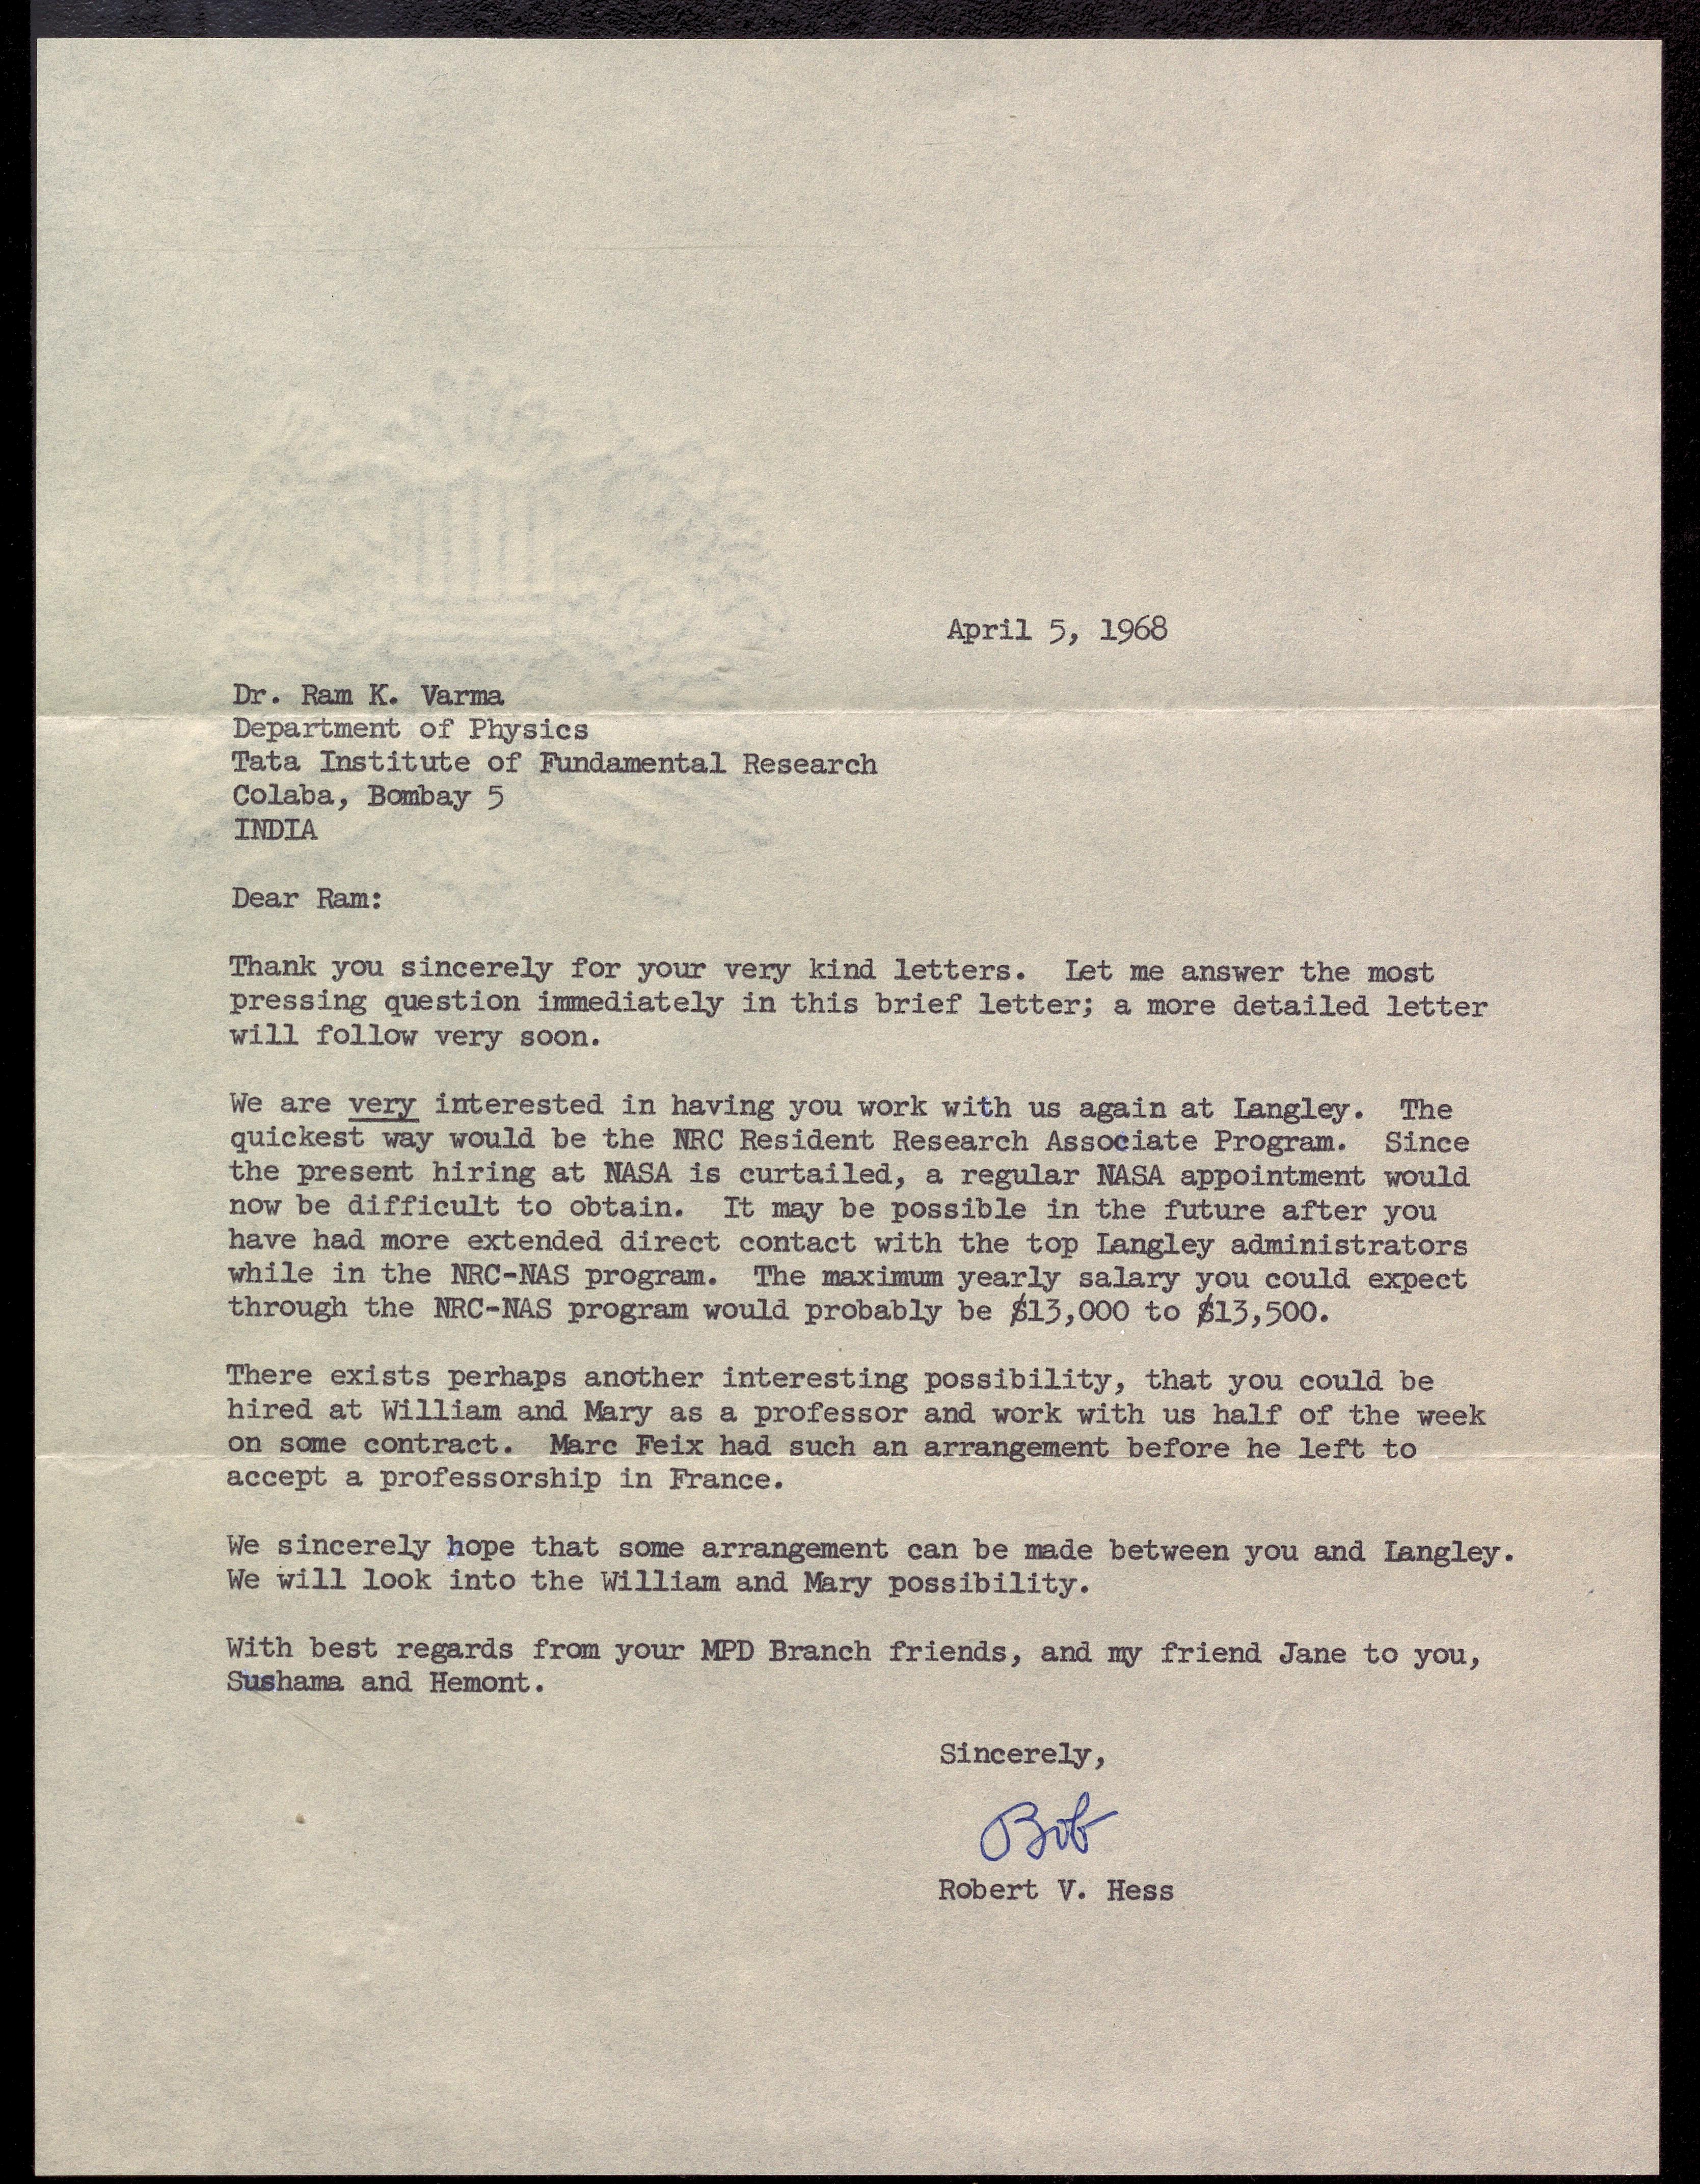 April 5, 1968
Dr. Ram K. Varma
Department of Physics
Tata Institute of Fundamental Research
Colaba, Bombay 5
INDIA
Dear Ram:
Thank you sincerely for your very kind letters. Let me answer the most
pressing question immediately in this brief letter; a more detailed letter
will follow very soon.
We are very interested in having you work with us again at Langley. The
quickest way would be the NRC Resident Research Associate Program. Since
the present hiring at NASA is curtailed, a regular NASA appointment would
now be difficult to obtain. It may be possible in the future after you
have had more extended direct contact with the top Langley administrators
while in the NRC-NAS program. The maximum yearly salary you could expect
through the NRC-NAS program would probably be $13,000 to $13,500.
There exists perhaps another interesting possibility, that you could be
hired at William and Mary as a professor and work with us half of the week
on some contract. Marc Feix had such an arrangement before he left to
accept a professorship in France.
We sincerely hope that some arrangement can be made between you and Langley.
We will look into the William and Mary possibility.
With best regards from your MPD Branch friends, and my friend Jane to you,
Sushama and Hemont.
Sincerely,
Bob
Robert V. Hess